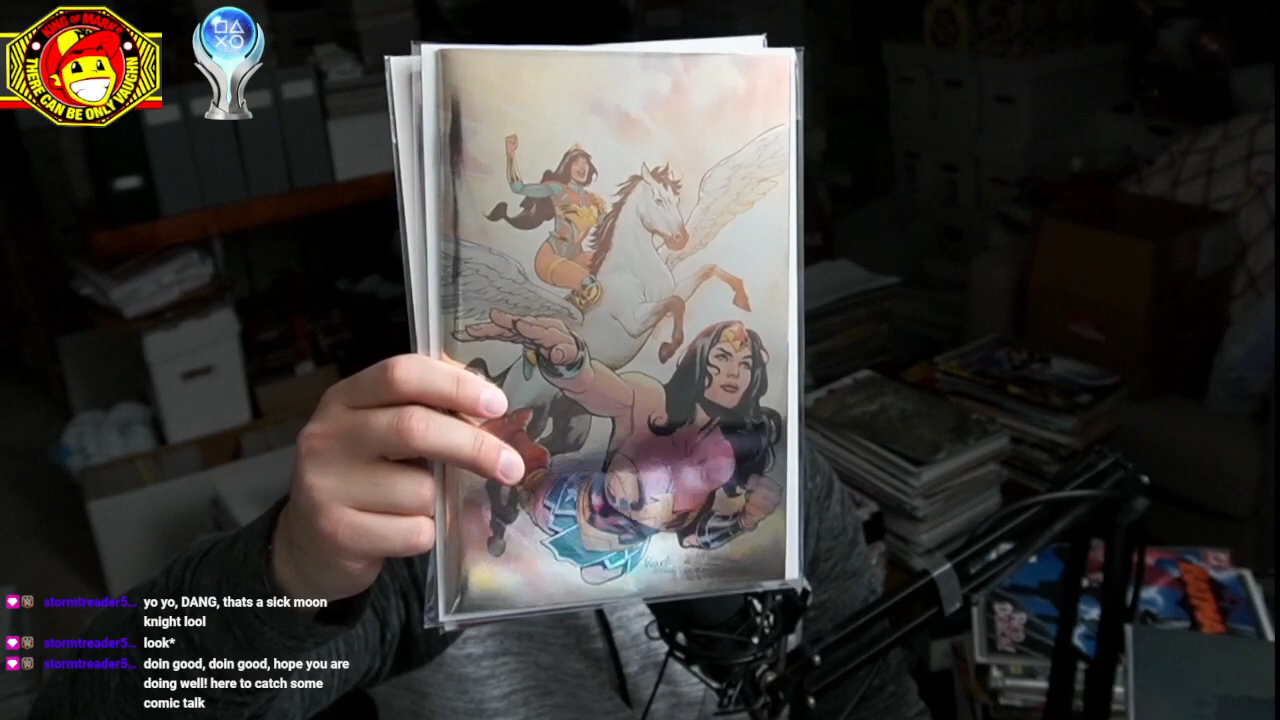 KING OF MARKS
THERE CAN BE ONLY VAUGHN
stormtreader5... yo yo, DANG, thats a sick moon
knight lool
stormtreader5... look*
stormtreader5... doin good, doin good, hope you are
doing well! here to catch some
comic talk